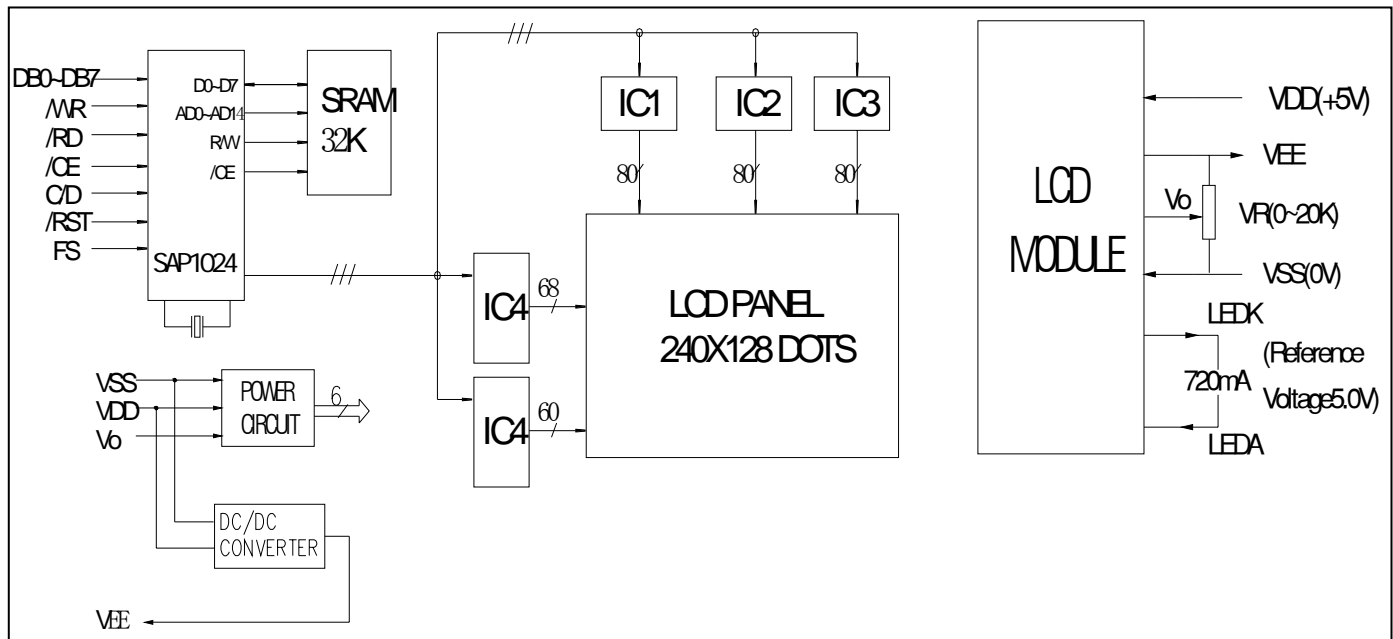 DB0~DB7
/WR
/RD
/CE
C/D
/RST
FS
D0~D7
AD0~AD14
R/W
/CE
SAP1024
SRAM
32K
///
IC1
IC2
IC3
80
80
80
///
IC4
68
IC4
60
LCD PANEL
240X128 DOTS
VSS
VDD
Vo
POWER
CIRCUIT
6
DC/DC
CONVERTER
VEE
LCD
MODULE
VDD(+5V)
VEE
Vo
VR(0~20K)
VSS(0V)
LEDK
(Reference
720mA
Voltage5.0V)
LEDA